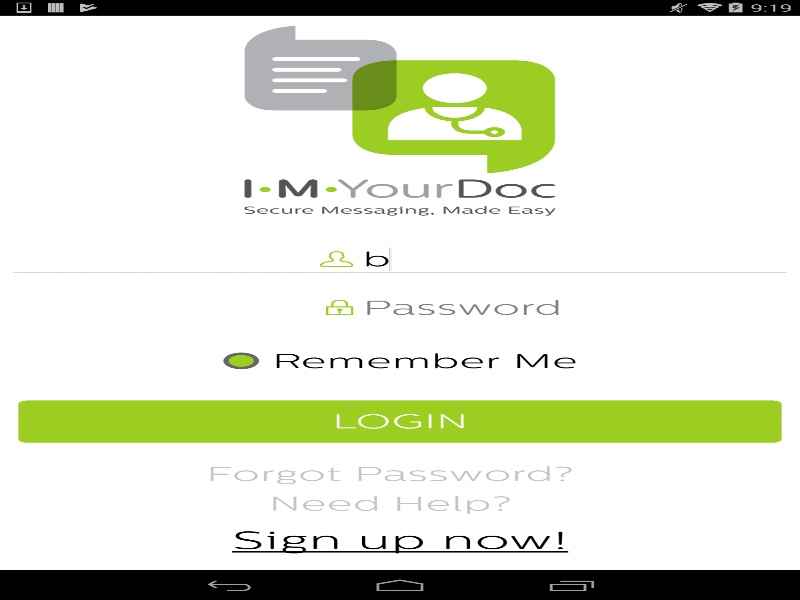 9:19
I•M•YourDoc
Secure Messaging, Made Easy
b
Password
Remember Me
LOGIN
Forgot Password?
Need Help?
Sign up now!